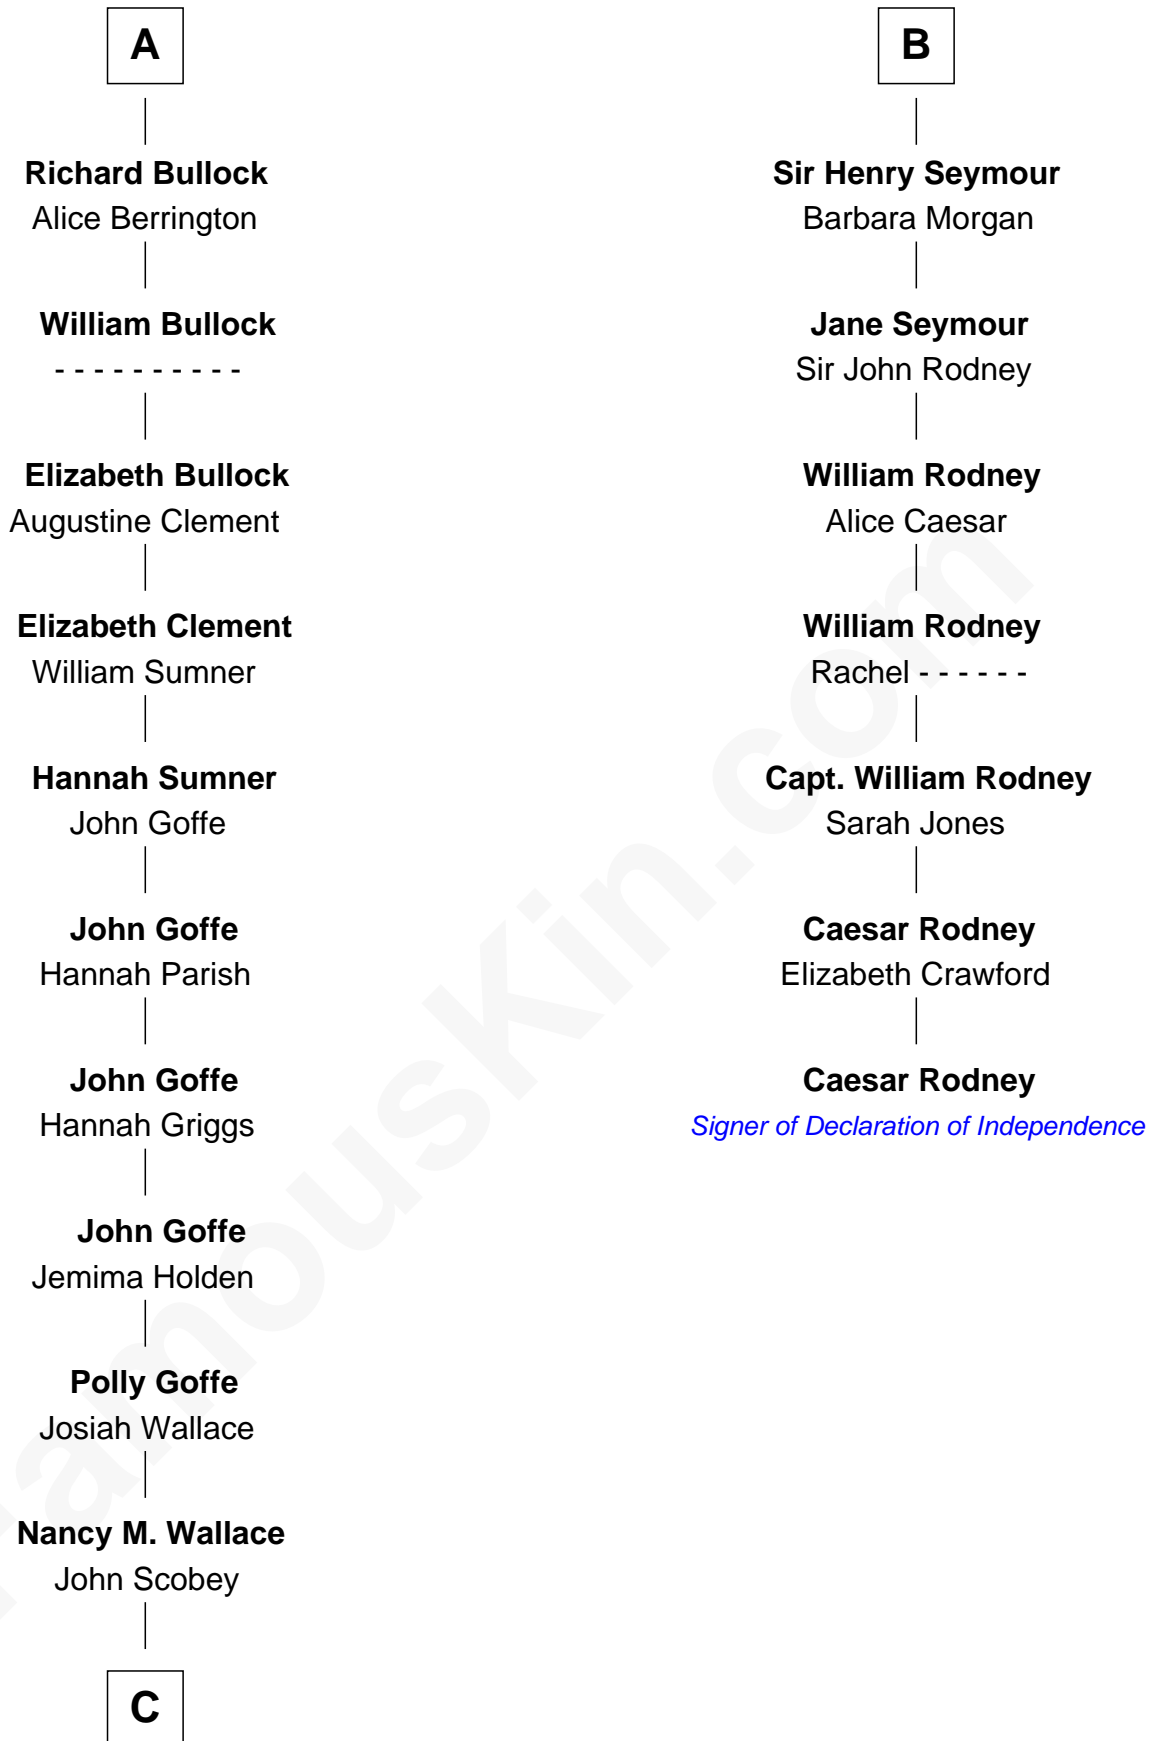 A
Richard Bullock
Alice Berrington
William Bullock
- - - - - - - - - -
Elizabeth Bullock
Augustine Clement
Elizabeth Clement
William Sumner
Hannah Sumner
John Goffe
John Goffe
Hannah Parish
John Goffe
Hannah Griggs
John Goffe
Jemima Holden
Polly Goffe
Josiah Wallace
Nancy M. Wallace
John Scobey
C
B
Sir Henry Seymour
Barbara Morgan
Jane Seymour
Sir John Rodney
William Rodney
Alice Caesar
William Rodney
Rachel - - - - - -
Capt. William Rodney
Sarah Jones
Caesar Rodney
Elizabeth Crawford
Caesar Rodney
Signer of Declaration of Independence
FamousKin.com